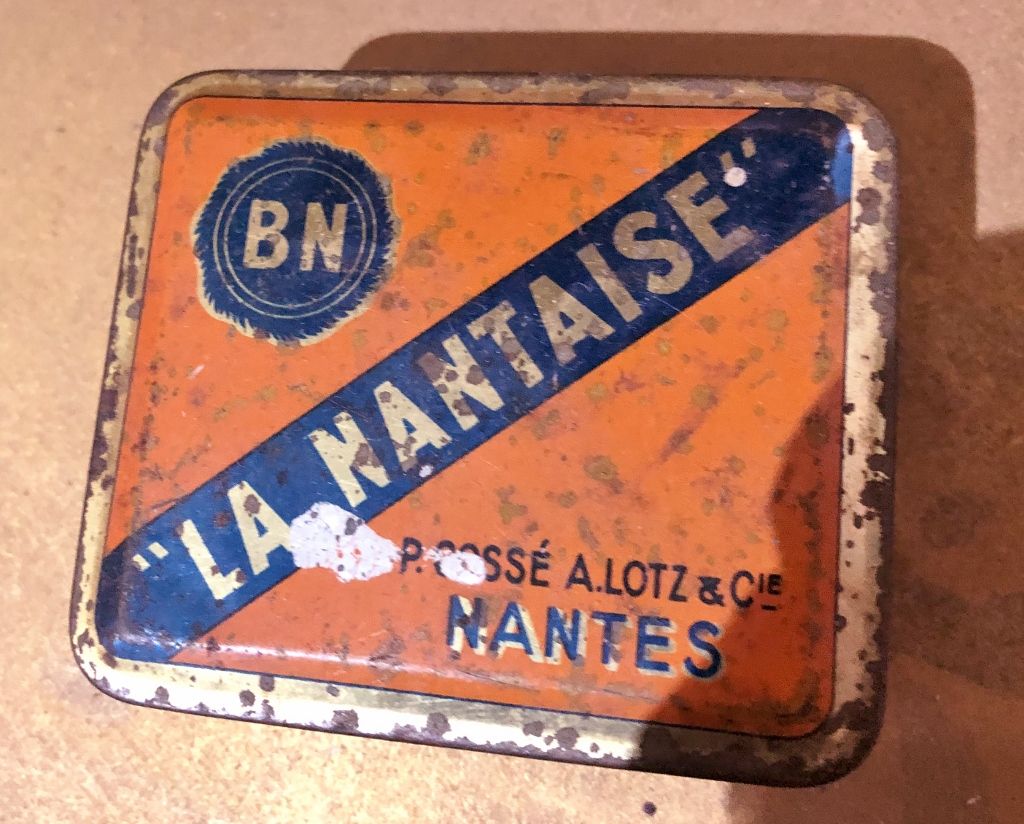 BN
"LA NANTAISE"
P. COSSÉ A. LOTZ & CIE
NANTES